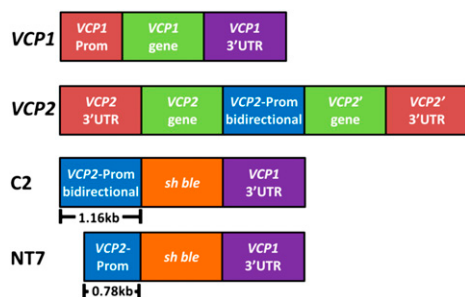 VCP1
VCP1 Prom
VCP1 gene
VCP1 3'UTR
VCP2
VCP2 3'UTR
VCP2 gene
VCP2-Prom bidirectional
VCP2' gene
VCP2' 3'UTR
C2
VCP2-Prom bidirectional
sh ble
VCP1 3'UTR
1.16kb
NT7
VCP2- Prom
sh ble
VCP1 3'UTR
0.78kb